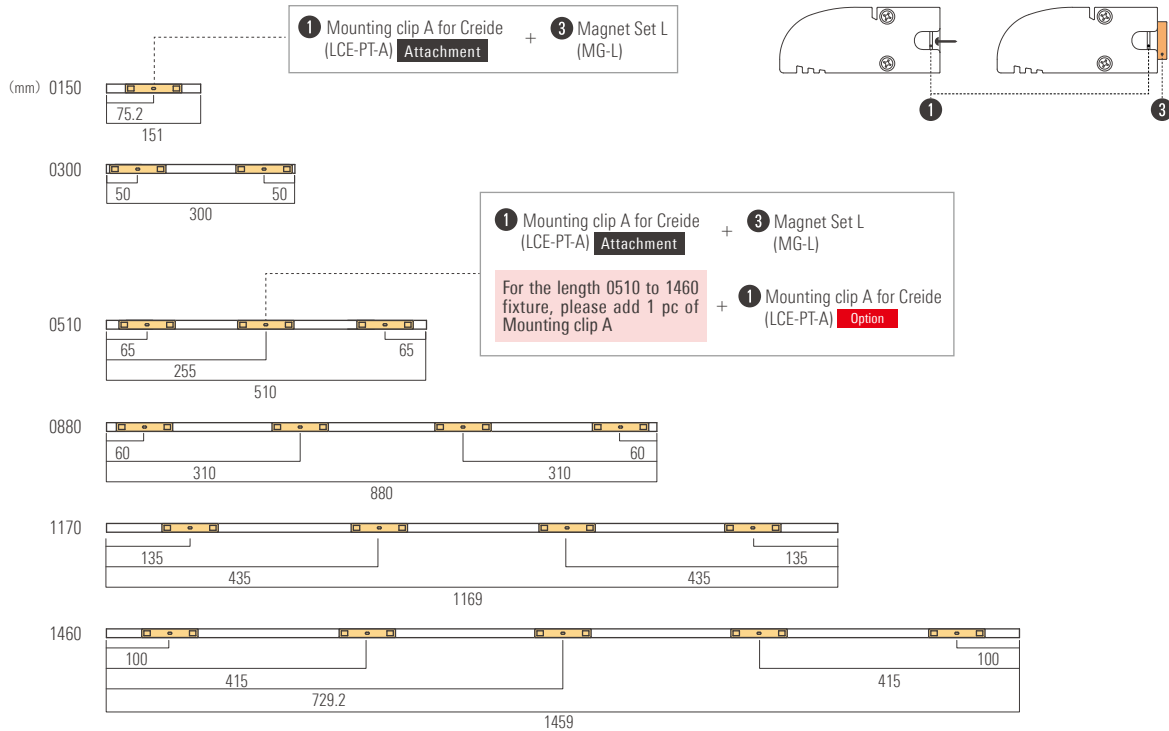 1 Mounting clip A for Creide + 3 Magnet Set L
(LCE-PT-A) Attachment (MG-L)
1 3
(mm) 0150
75.2
151
0300
50 50
300
1 Mounting clip A for Creide + 3 Magnet Set L
(LCE-PT-A) Attachment (MG-L)
For the length 0510 to 1460
fixture, please add 1 pc of
Mounting clip A
+ 1 Mounting clip A for Creide
(LCE-PT-A) Option
0510
65 65
255
510
0880
60 60
310 310
880
1170
135 135
435 435
1169
1460
100 100
415 415
729.2
1459